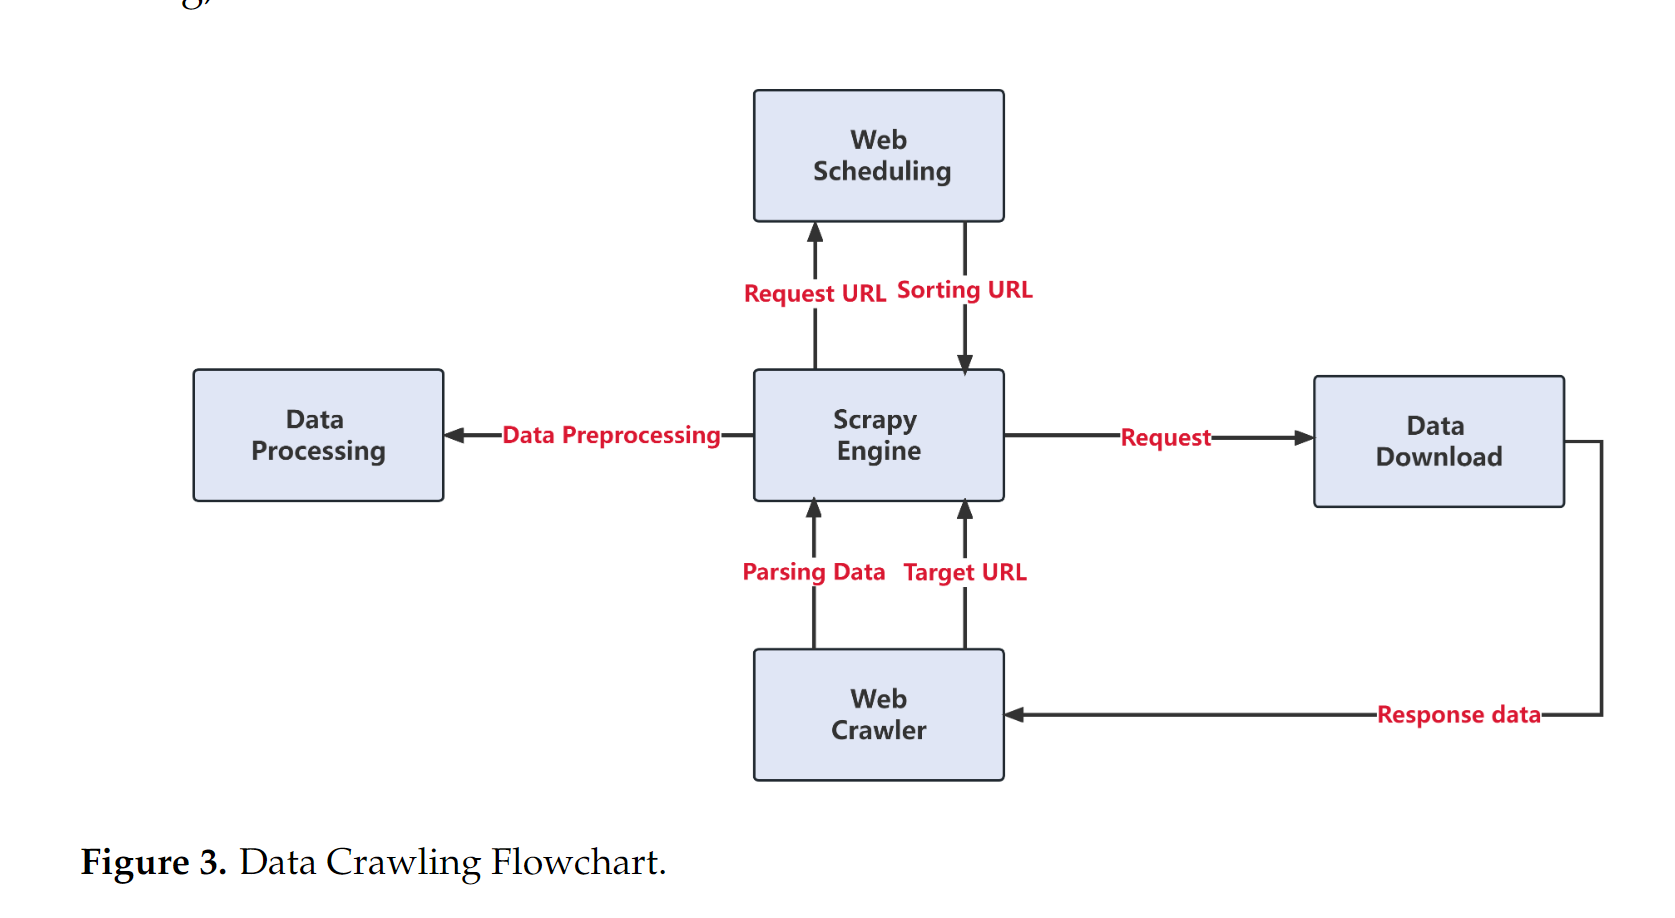 Web
Scheduling
Request URL
Sorting URL
Data
Processing
Data Preprocessing
Scrapy
Engine
Request
Data
Download
Parsing Data
Target URL
Web
Crawler
Response data
Figure 3. Data Crawling Flowchart.